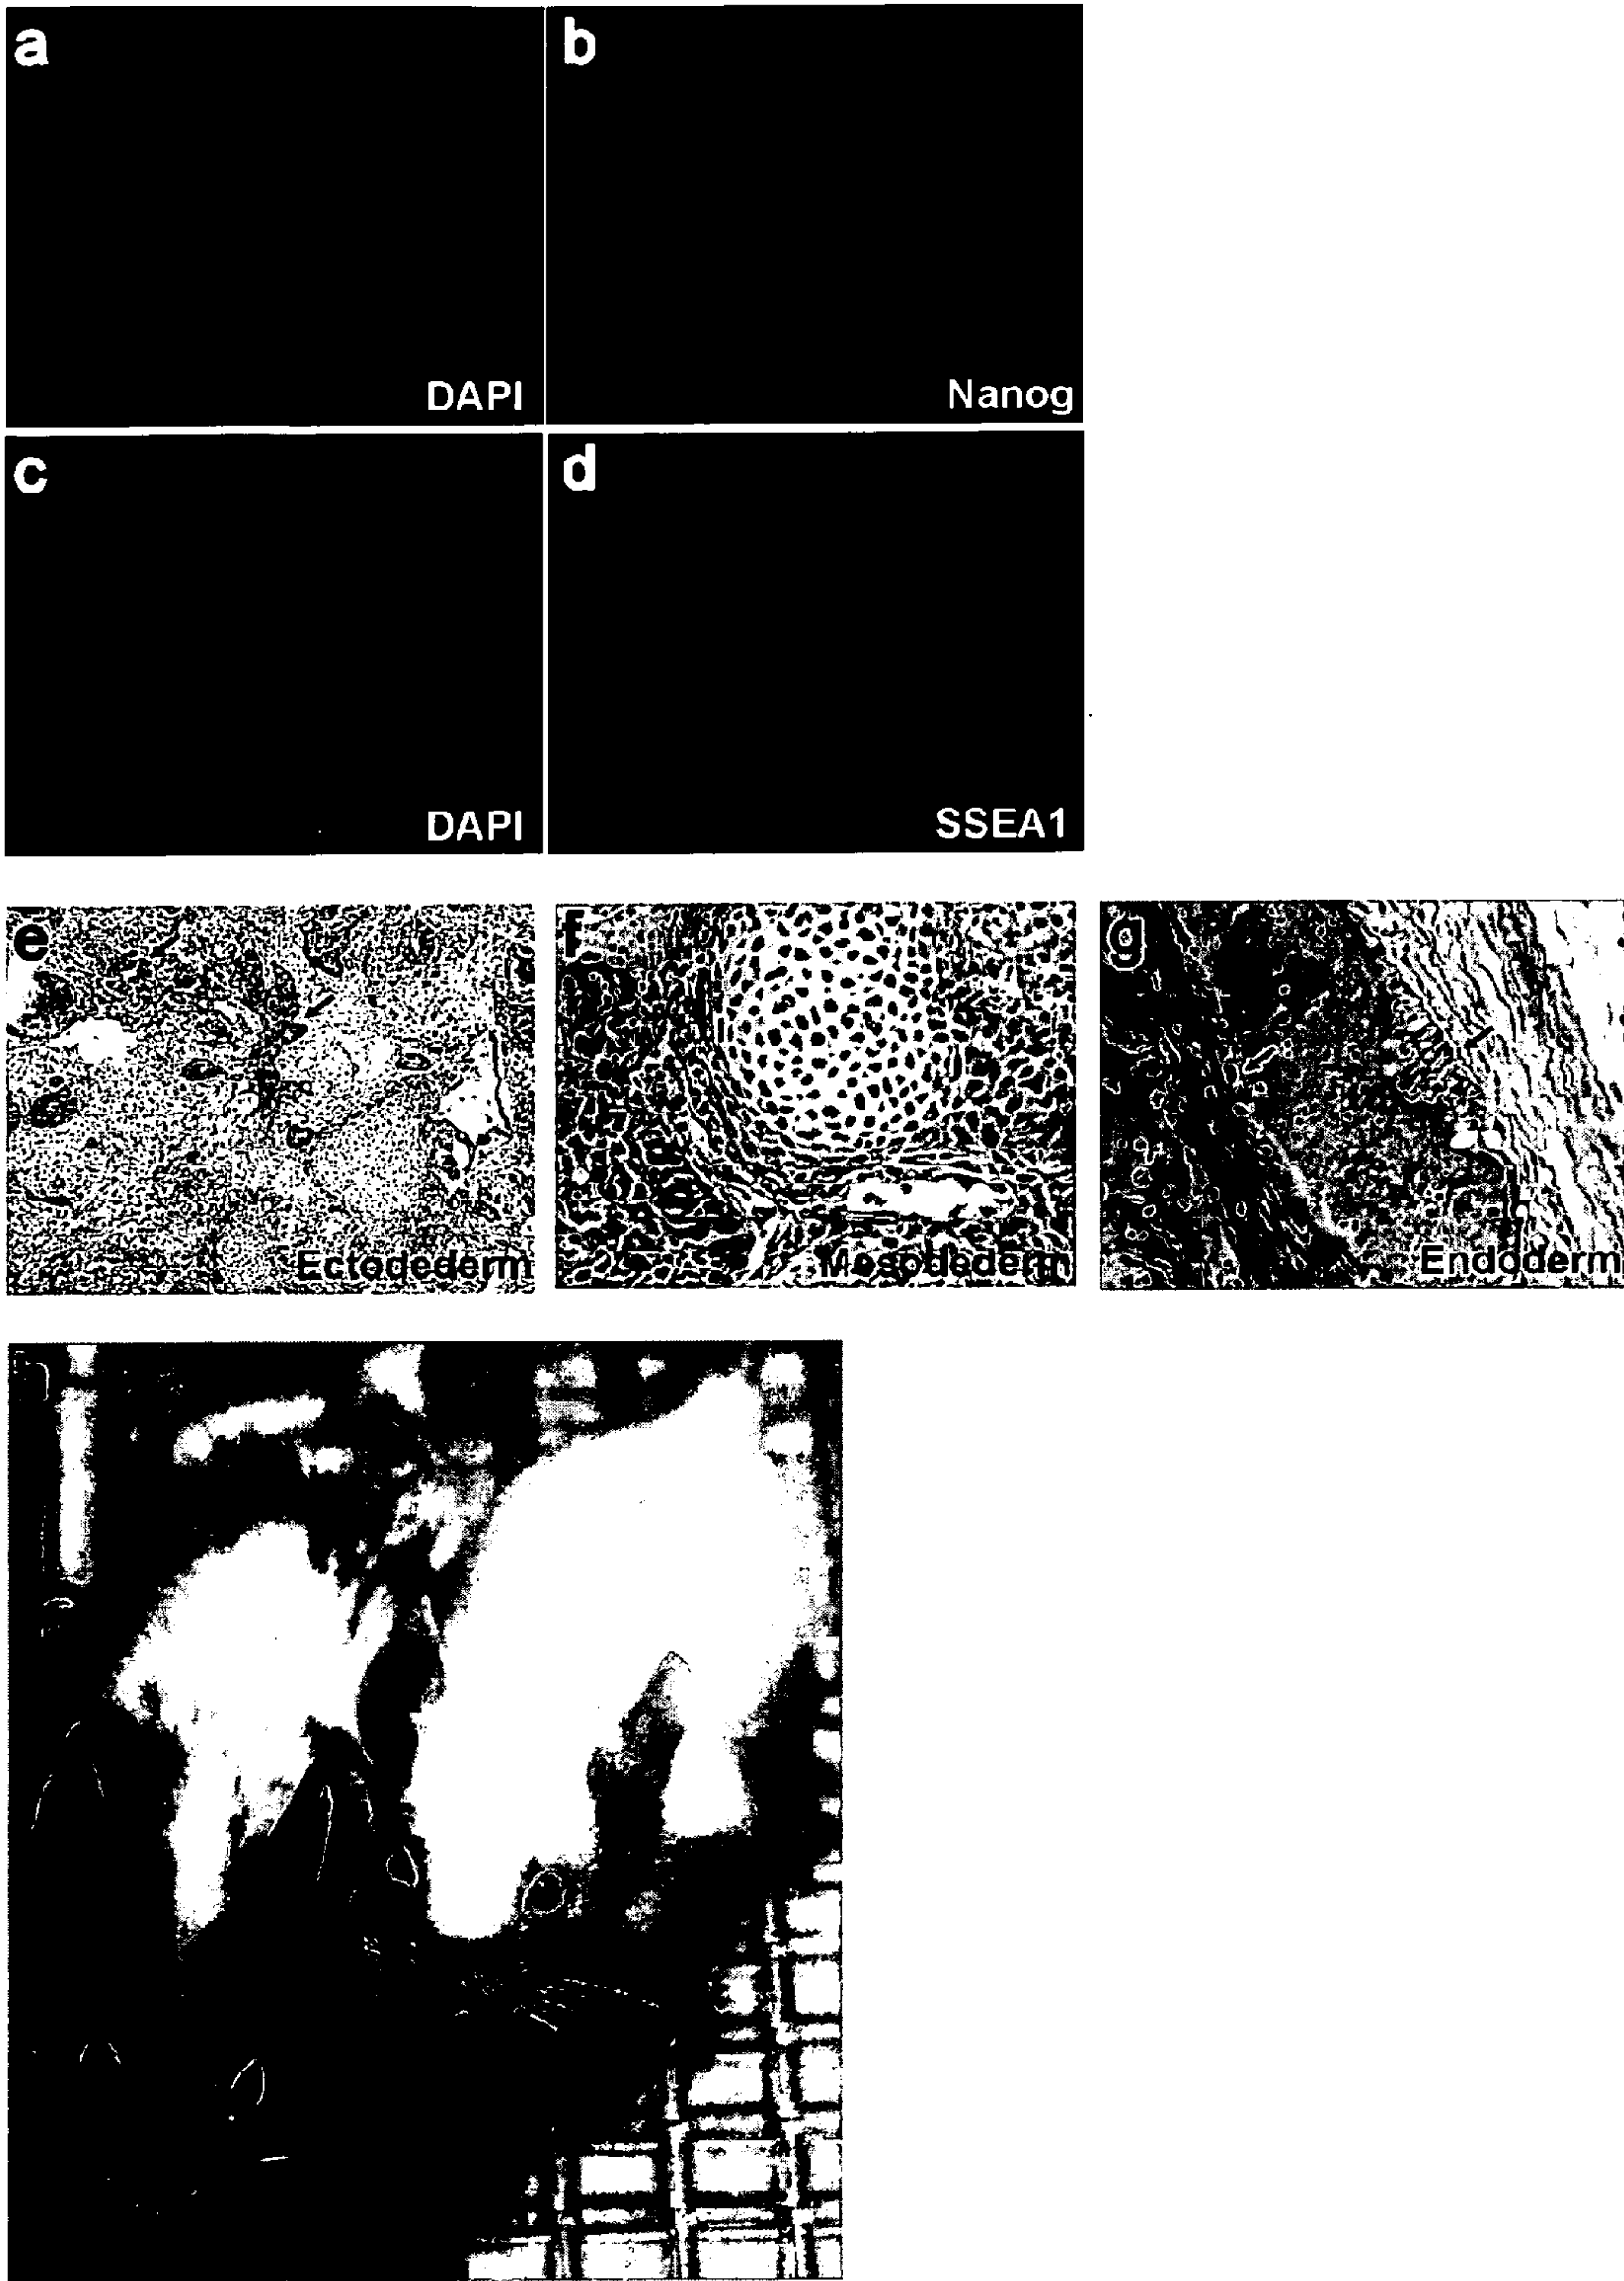 a
b
DAPI
Nanog
c
d
DAPI
SSEA1
e
f
g
Ectodederm
Mesodederm
Endoderm
h